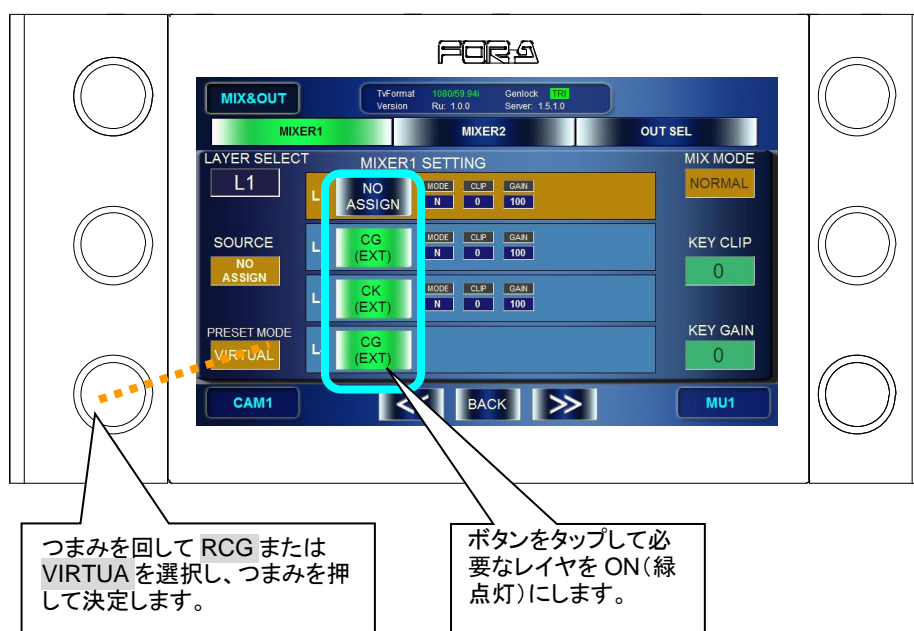 FOR-A
MIX&OUT
TvFormat 1080/59.94i Genlock TRI
Version Ru: 1.0.0 Server: 1.5.1.0
MIXER1 MIXER2 OUT SEL
LAYER SELECT MIXER1 SETTING MIX MODE
L1
NO
ASSIGN
MODE CLIP GAIN
N 0 100
NORMAL
SOURCE
NO
ASSIGN
L
CG
(EXT)
MODE CLIP GAIN
N 0 100
KEY CLIP
0
L
CK
(EXT)
MODE CLIP GAIN
N 0 100
PRESET MODE
VIRTUAL
L
CG
(EXT)
KEY GAIN
0
CAM1 << BACK >> MU1
つまみを回して RCG または
VIRTUA を選択し、つまみを押
して決定します。
ボタンをタップして必
要なレイヤを ON(緑
点灯)にします。